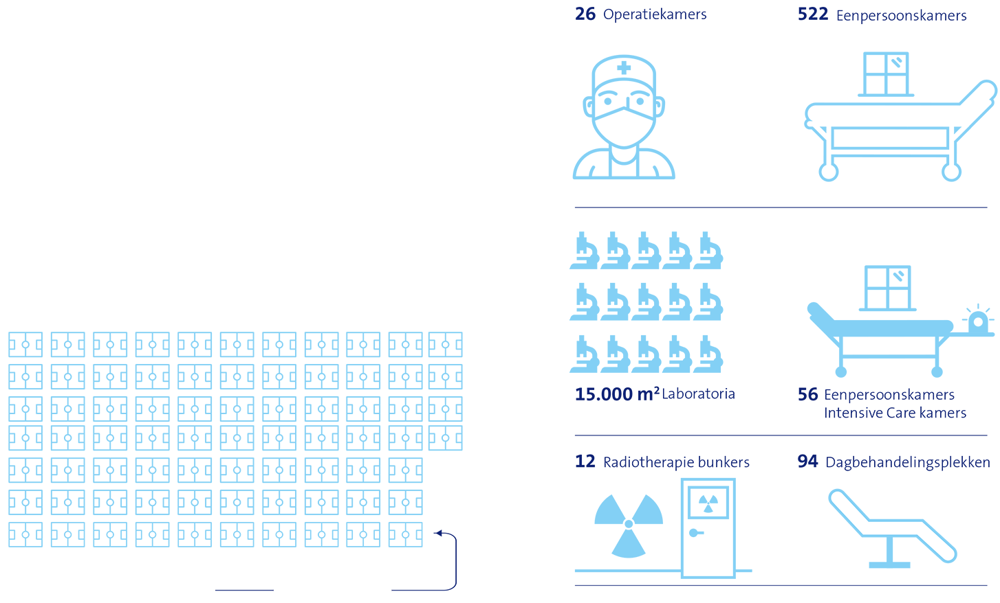 26 Operatiekamers
522 Eenpersoonskamers
15.000 m² Laboratoria
56 Eenpersoonskamers
Intensive Care kamers
12 Radiotherapie bunkers
94 Dagbehandelingsplekken